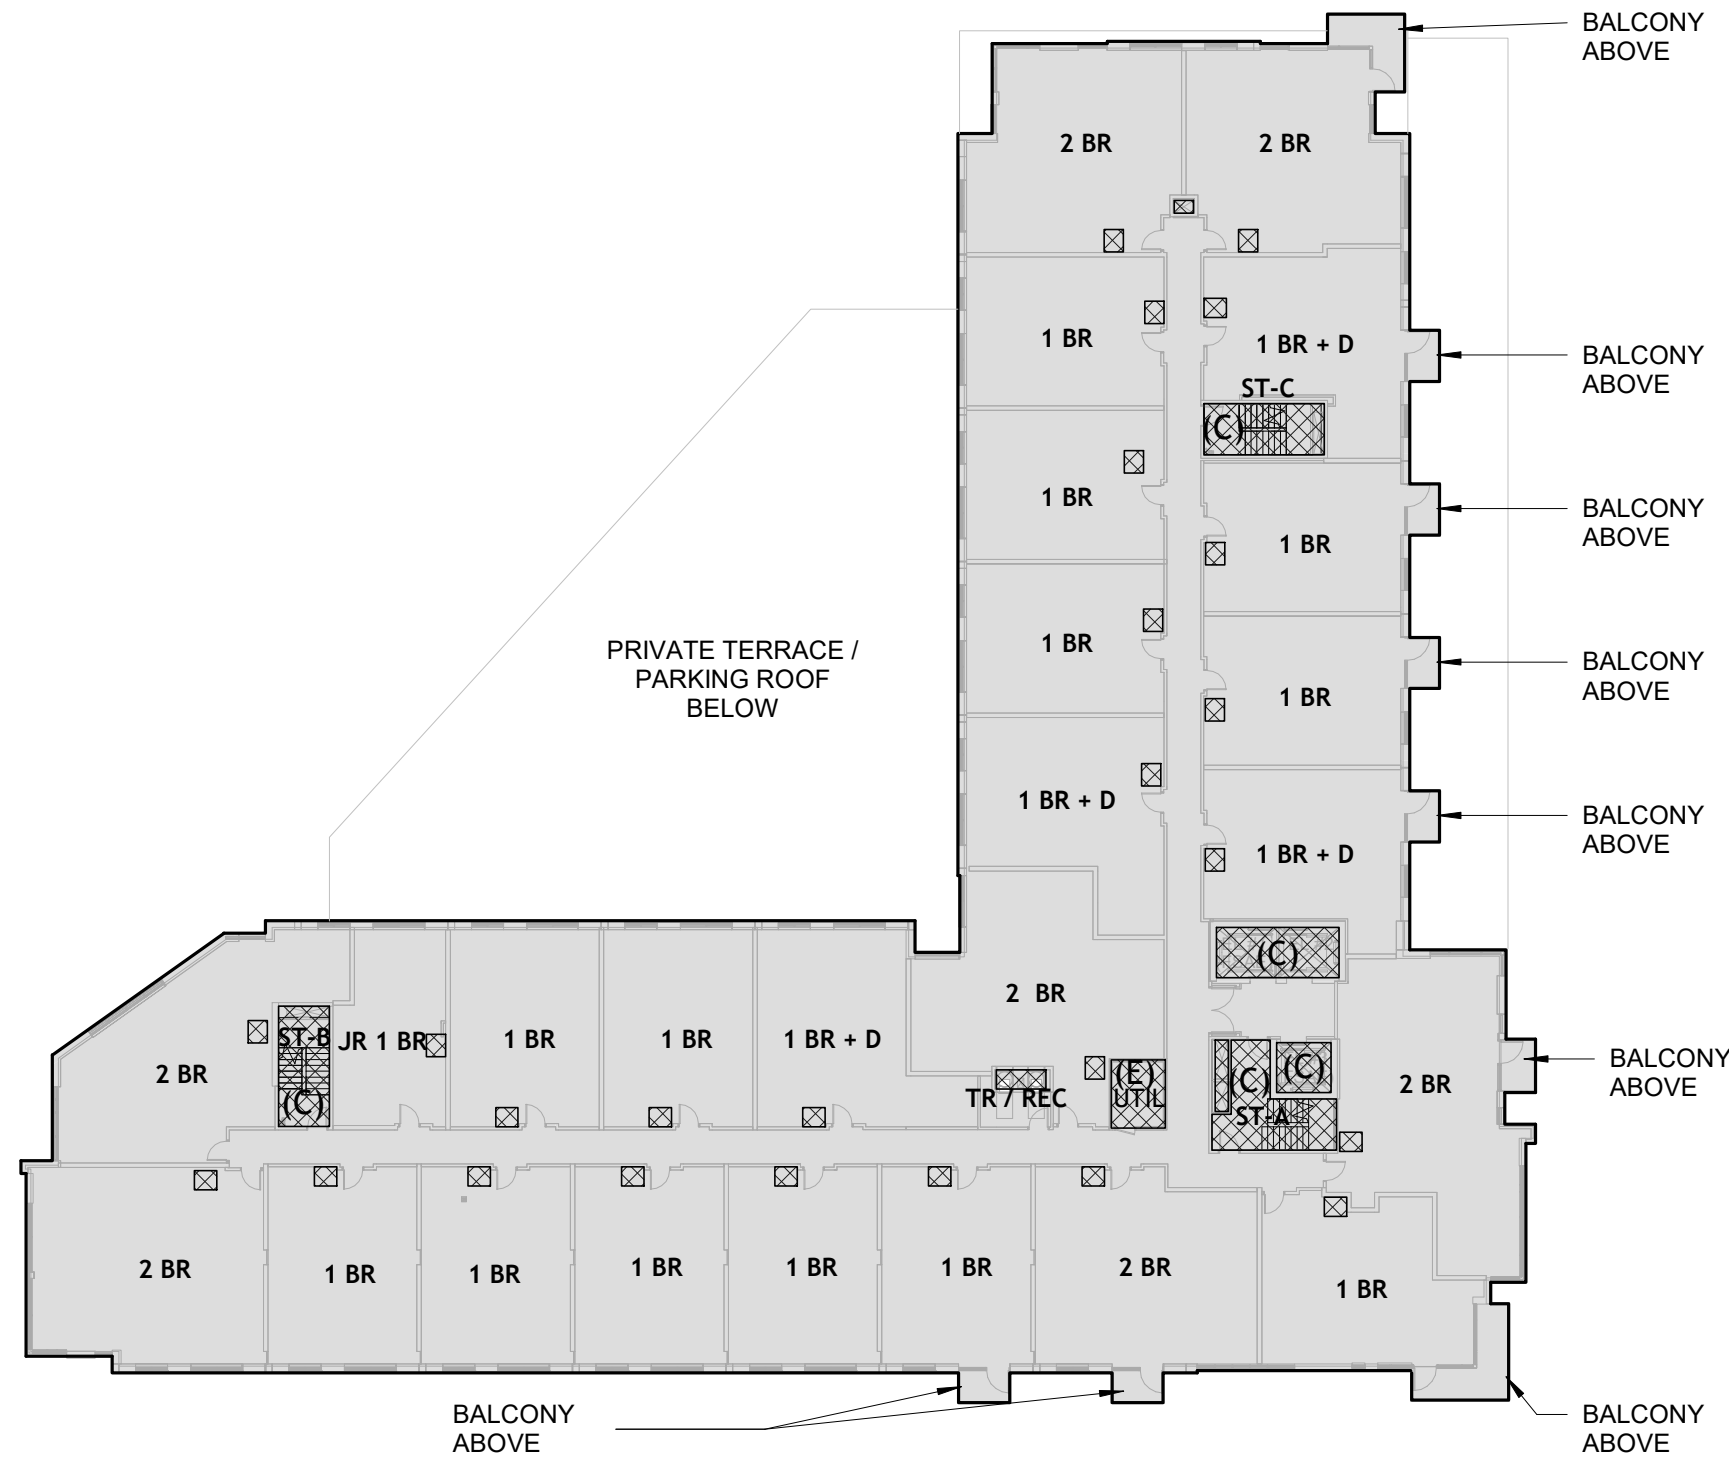 BALCONY
ABOVE
2 BR
2 BR
1 BR
1 BR + D
BALCONY
ABOVE
ST-C
(C)
1 BR
BALCONY
ABOVE
1 BR
1 BR
BALCONY
ABOVE
PRIVATE TERRACE /
PARKING ROOF
BELOW
1 BR
1 BR + D
BALCONY
ABOVE
1 BR + D
(C)
2 BR
ST-B
JR 1 BR
1 BR
1 BR
1 BR + D
2 BR
(C)
TR / REC
(E)
UTIL
(C)
(C)
ST-A
2 BR
BALCONY
ABOVE
2 BR
1 BR
1 BR
1 BR
1 BR
1 BR
2 BR
1 BR
BALCONY
ABOVE
BALCONY
ABOVE